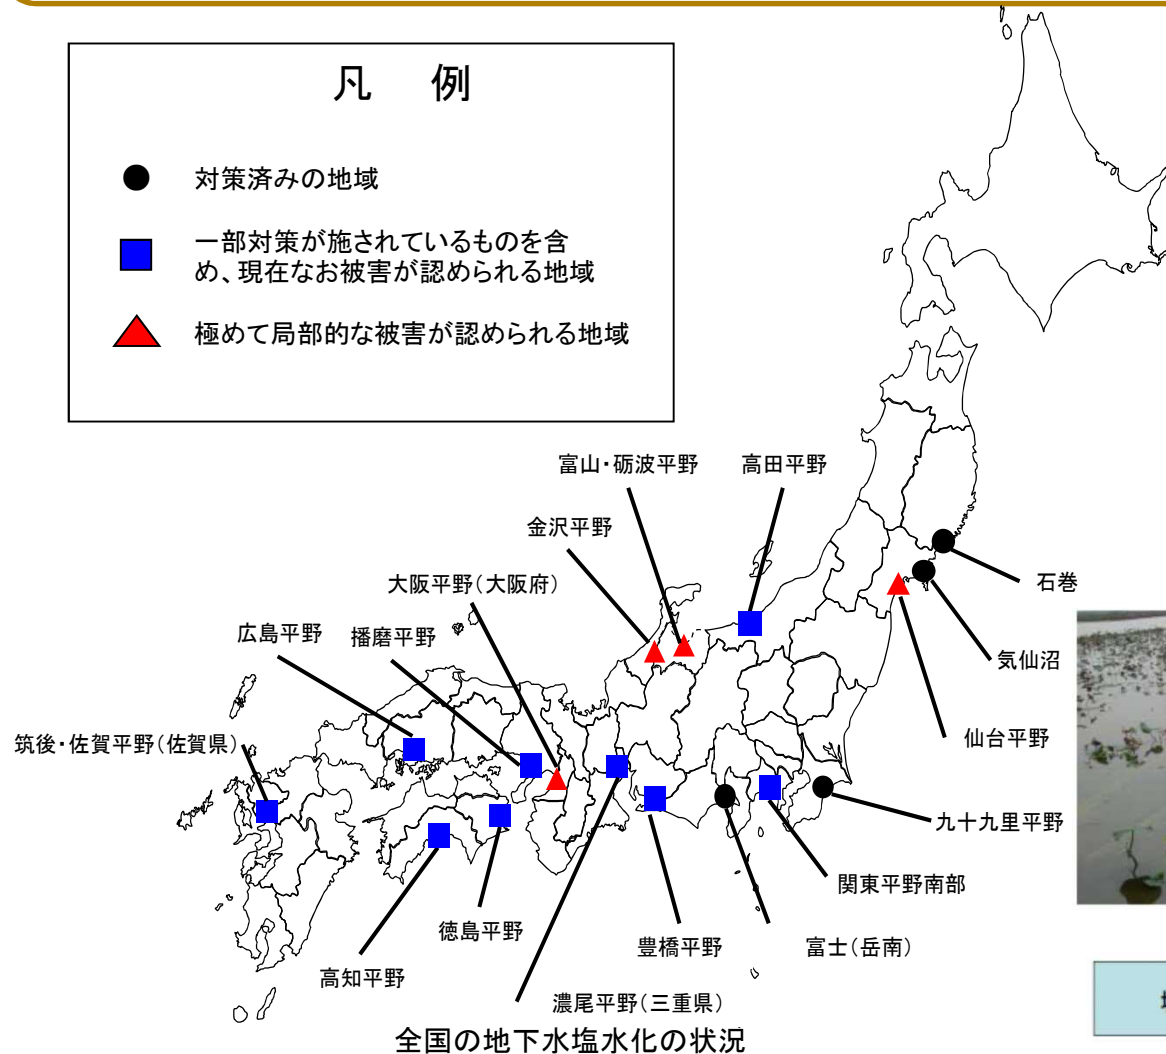 凡 例
対策済みの地域
一部対策が施されているものを含
め、現在なお被害が認められる地域
極めて局部的な被害が認められる地域
富山・砺波平野
高田平野
金沢平野
大阪平野(大阪府)
広島平野
播磨平野
筑後・佐賀平野(佐賀県)
石巻
気仙沼
仙台平野
九十九里平野
関東平野南部
富士(岳南)
豊橋平野
徳島平野
高知平野
濃尾平野(三重県)
全国の地下水塩水化の状況